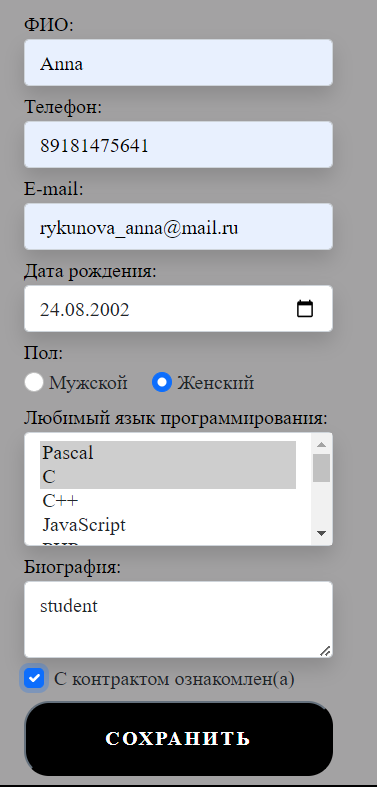 ФИО:
Anna
Телефон:
89181475641
E-mail:
rykunova_anna@mail.ru
Дата рождения:
24.08.2002
Пол:
Мужской Женский
Любимый язык программирования:
Pascal
C
C++
JavaScript
Биография:
student
С контрактом ознакомлен(а)
СОХРАНИТЬ